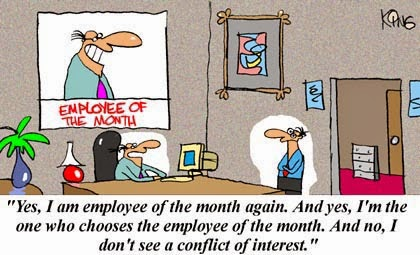 KING
EMPLOYEE OF
THE MONTH
"Yes, I am employee of the month again. And yes, I'm the
one who chooses the employee of the month. And no, I
don't see a conflict of interest."